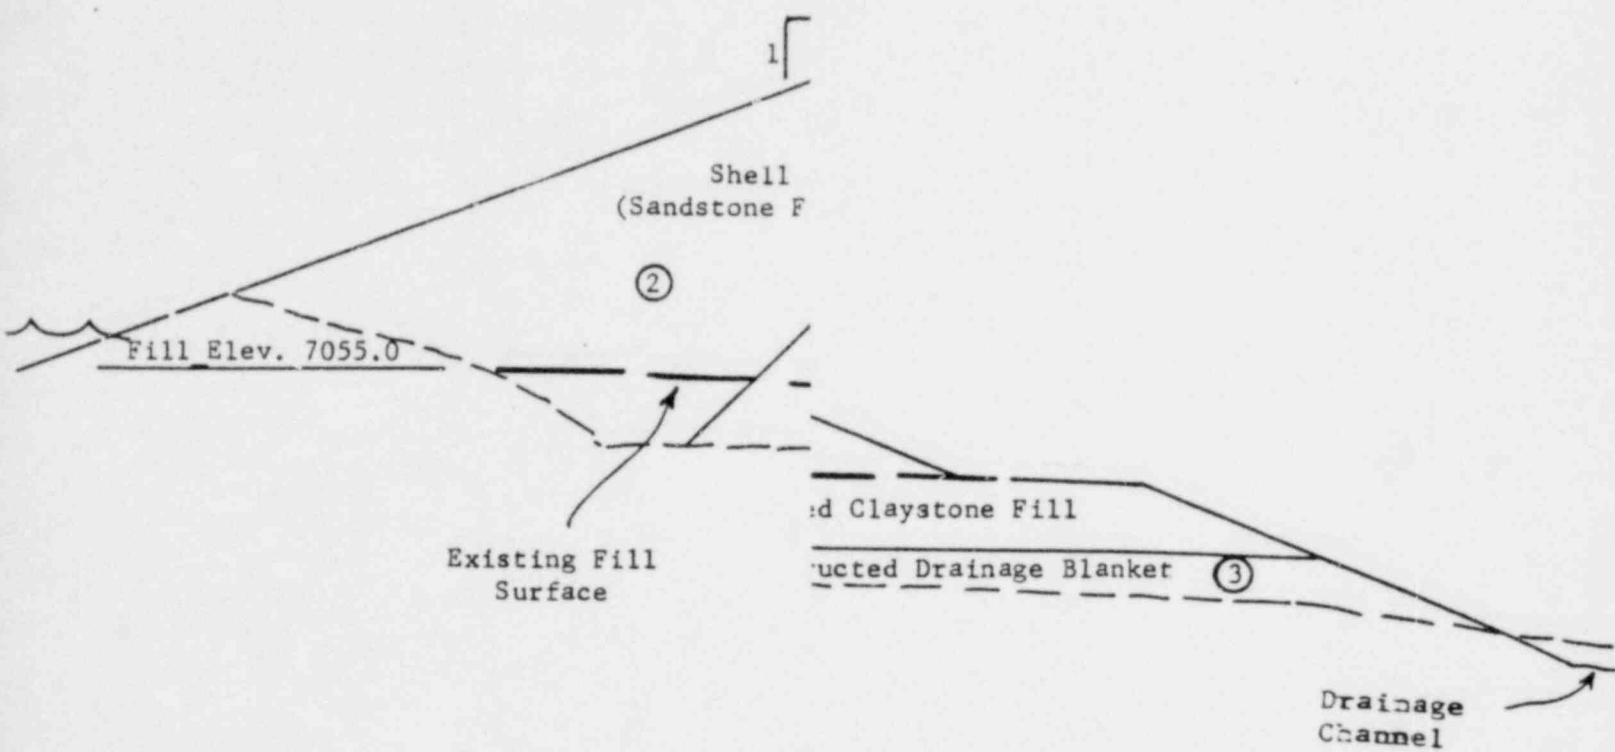 1
Shell
(Sandstone F
②
Fill Elev. 7055.0
Existing Fill
Surface
:d Claystone Fill
ucted Drainage Blanket ③
Drainage
Channel